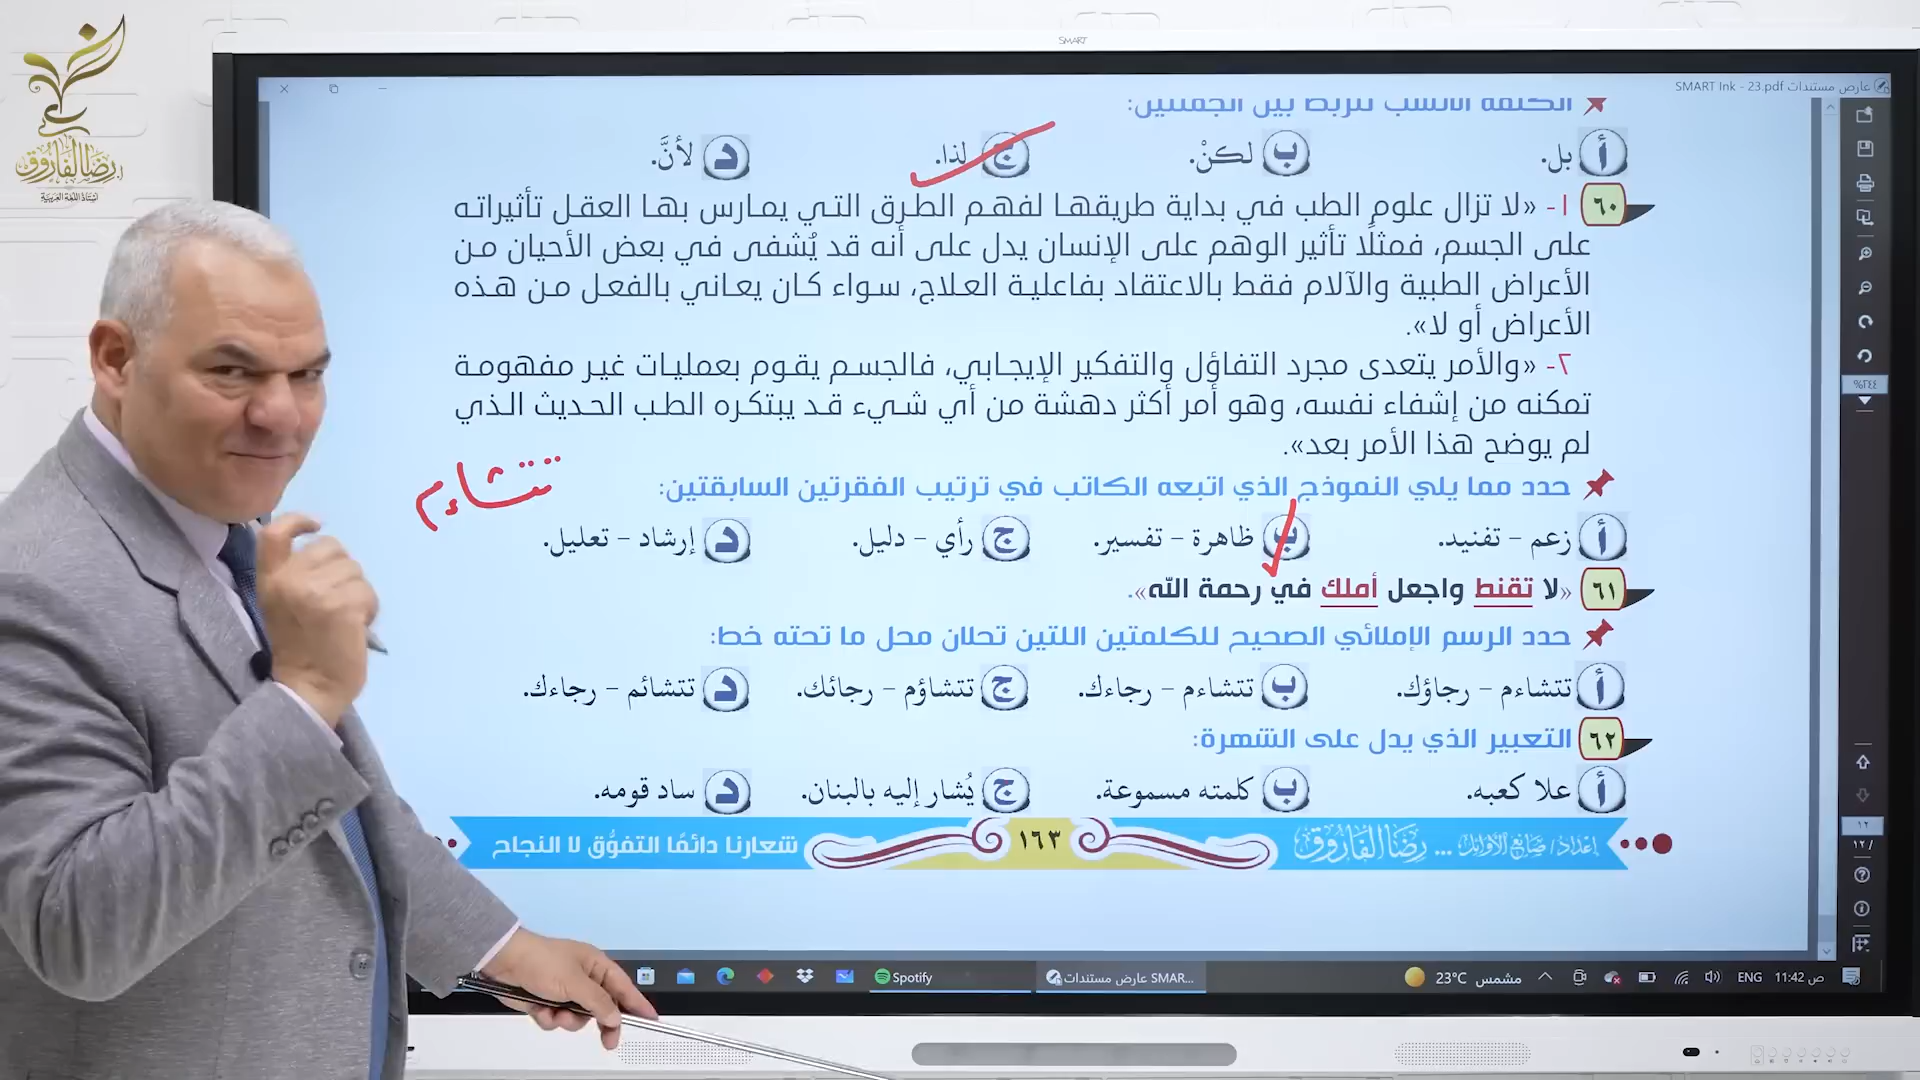 رضا الفاروق
أستاذ اللغة العربية
SMART
SMART Ink - 23.pdf عارض مستندات
الكلمة الأنسب للربط بين الجملتين:
أ بل. ب لكنْ. ج لذا. د لأنَّ.
٦٠ ١- «لا تزال علوم الطب في بداية طريقها لفهم الطرق التي يمارس بها العقل تأثيراته
على الجسم، فمثلًا تأثير الوهم على الإنسان يدل على أنه قد يُشفى في بعض الأحيان من
الأعراض الطبية والآلام فقط بالاعتقاد بفاعلية العلاج، سواء كان يعاني بالفعل من هذه
الأعراض أو لا».
٢- «والأمر يتعدى مجرد التفاؤل والتفكير الإيجابي، فالجسم يقوم بعمليات غير مفهومة
تمكنه من إشفاء نفسه، وهو أمر أكثر دهشة من أي شيء قد يبتكره الطب الحديث الذي
لم يوضح هذا الأمر بعد».
تتشاءم
حدد مما يلي النموذج الذي اتبعه الكاتب في ترتيب الفقرتين السابقتين:
أ زعم – تفنيد. ب ظاهرة – تفسير. ج رأي – دليل. د إرشاد – تعليل.
٦١ «لا تقنط واجعل أملك في رحمة الله».
حدد الرسم الإملائي الصحيح للكلمتين اللتين تحلان محل ما تحته خط:
أ تتشاءم – رجاؤك. ب تتشاءم – رجاءك. ج تتشاؤم – رجائك. د تتشائم – رجاءك.
٦٢ التعبير الذي يدل على الشهرة:
أ علا كعبه. ب كلمته مسموعة. ج يُشار إليه بالبنان. د ساد قومه.
إعداد/ صانع الأوائل ... رضا الفاروق ١٦٣ شعارنا دائمًا التفوُّق لا النجاح
٪٢٤٤
١٢
١٢ /
Spotify عارض مستندات SMAR... 23°C مشمس ENG 11:42 ص